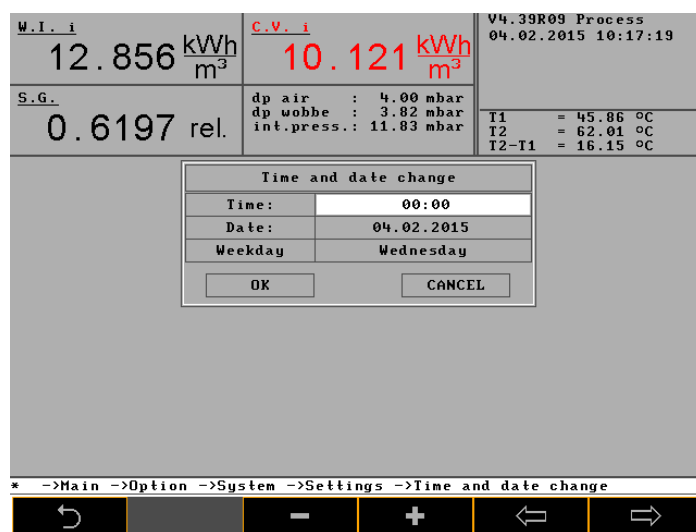 W.I. i
12.856 kWh
m³
C.V. i
10.121 kWh
m³
V4.39R09 Process
04.02.2015 10:17:19
S.G.
0.6197 rel.
dp air : 4.00 mbar
dp wobbe : 3.82 mbar
int.press.: 11.83 mbar
T1 = 45.86 ºC
T2 = 62.01 ºC
T2-T1 = 16.15 ºC
Time and date change
Time: 00:00
Date: 04.02.2015
Weekday Wednesday
OK CANCEL
* ->Main ->Option ->System ->Settings ->Time and date change